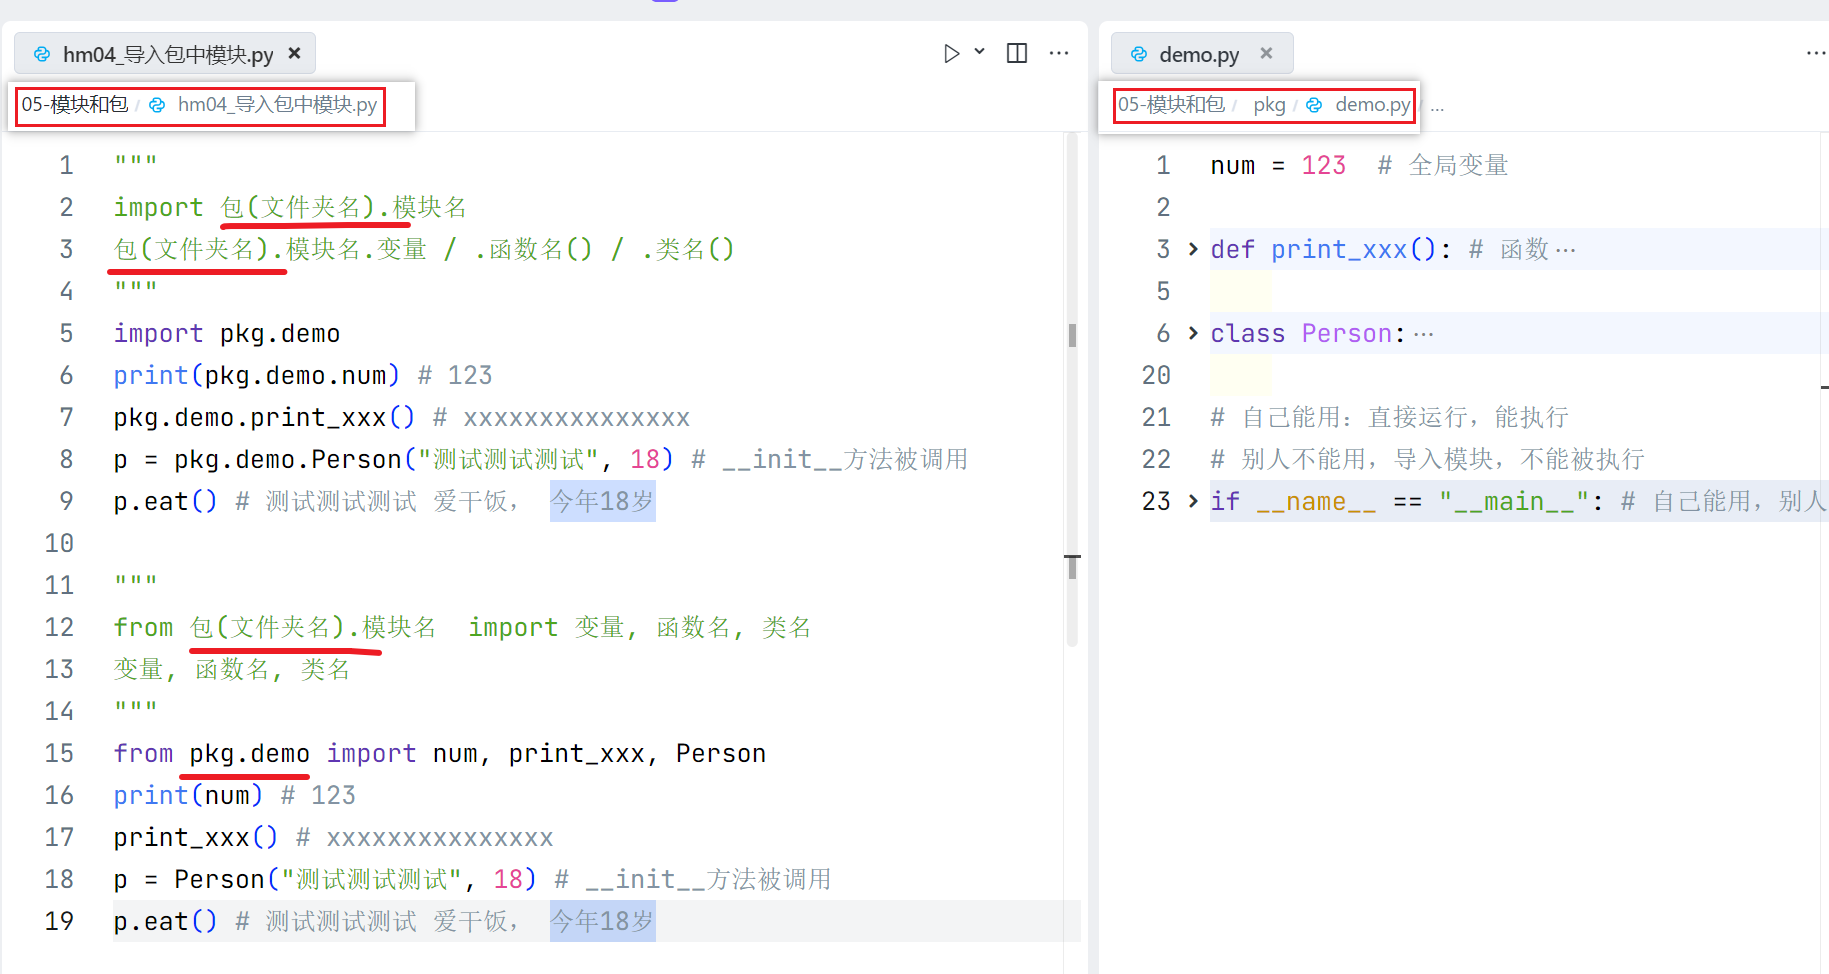 hm04_导入包中模块.py ×
05-模块和包 / hm04_导入包中模块.py
1 """
2 import 包(文件夹名).模块名
3 包(文件夹名).模块名.变量 / .函数名() / .类名()
4 """
5 import pkg.demo
6 print(pkg.demo.num) # 123
7 pkg.demo.print_xxx() # xxxxxxxxxxxxxxx
8 p = pkg.demo.Person("测试测试测试", 18) # __init__方法被调用
9 p.eat() # 测试测试测试 爱干饭， 今年18岁
10
11 """
12 from 包(文件夹名).模块名  import 变量, 函数名, 类名
13 变量, 函数名, 类名
14 """
15 from pkg.demo import num, print_xxx, Person
16 print(num) # 123
17 print_xxx() # xxxxxxxxxxxxxxx
18 p = Person("测试测试测试", 18) # __init__方法被调用
19 p.eat() # 测试测试测试 爱干饭， 今年18岁
demo.py ×
05-模块和包 / pkg / demo.py / ...
1 num = 123  # 全局变量
2
3 def print_xxx(): # 函数···
5
6 class Person:···
20
21 # 自己能用：直接运行，能执行
22 # 别人不能用，导入模块，不能被执行
23 if __name__ == "__main__": # 自己能用，别人